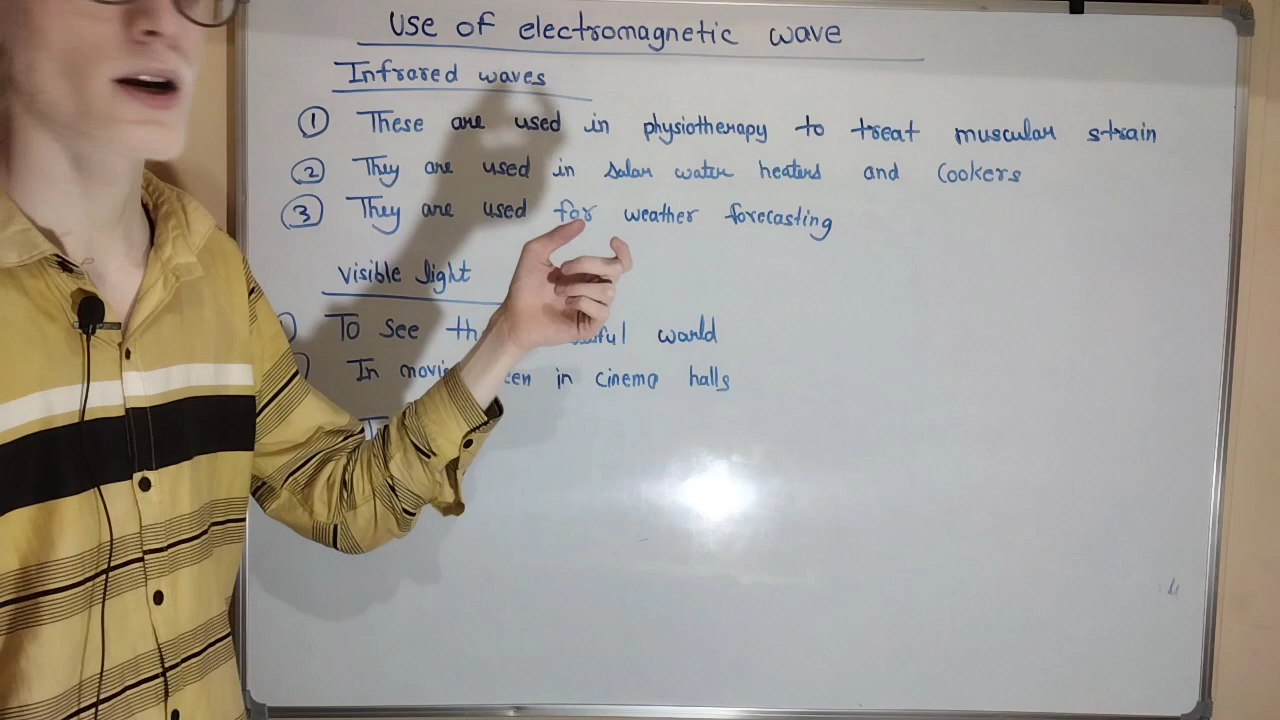 Use of electromagnetic wave
Infrared waves
① These are used in physiotherapy to treat muscular strain
② They are used in solar water heaters and Cookers
③ They are used for weather forecasting
visible light
To see world
In in cinema halls